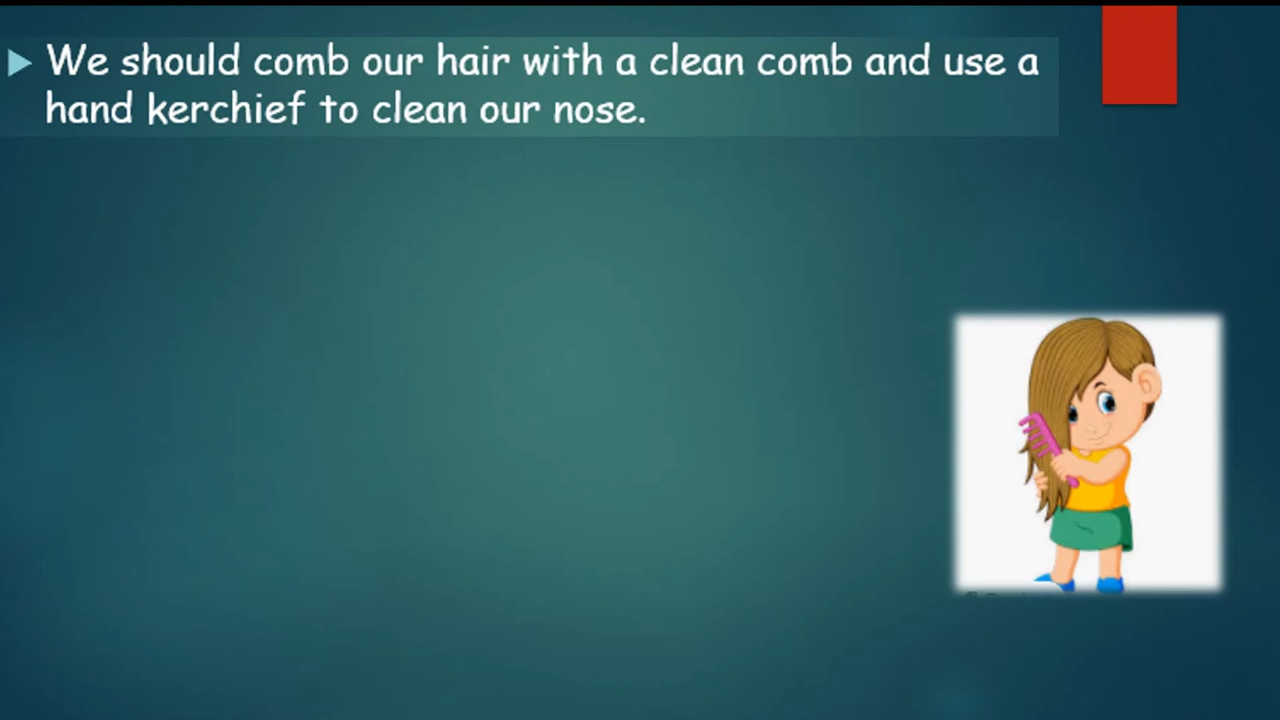 We should comb our hair with a clean comb and use a
hand kerchief to clean our nose.